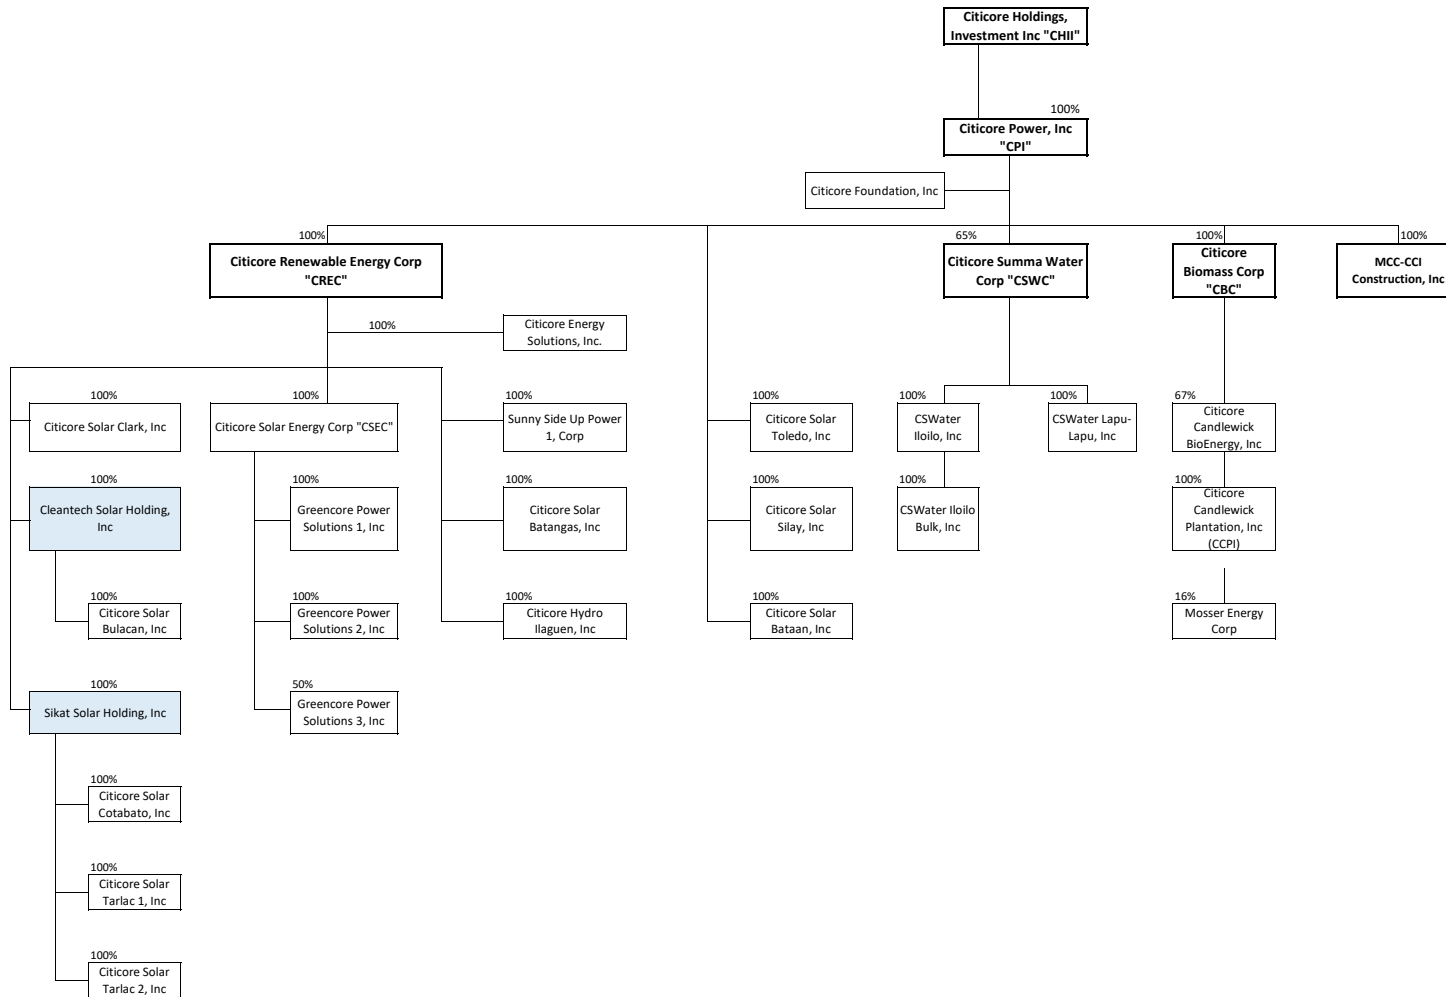 Citicore Holdings,
Investment Inc "CHII"
100%
Citicore Power, Inc
"CPI"
Citicore Foundation, Inc
100%
Citicore Renewable Energy Corp
"CREC"
65%
Citicore Summa Water
Corp "CSWC"
100%
Citicore
Biomass Corp
"CBC"
100%
MCC-CCI
Construction, Inc
100%
Citicore Energy
Solutions, Inc.
100%
Citicore Solar Clark, Inc
100%
Citicore Solar Energy Corp "CSEC"
100%
Sunny Side Up Power
1, Corp
100%
Citicore Solar
Toledo, Inc
100%
CSWater
Iloilo, Inc
100%
CSWater Lapu-
Lapu, Inc
67%
Citicore
Candlewick
BioEnergy, Inc
100%
Cleantech Solar Holding,
Inc
100%
Greencore Power
Solutions 1, Inc
100%
Citicore Solar
Batangas, Inc
100%
Citicore Solar
Silay, Inc
100%
CSWater Iloilo
Bulk, Inc
100%
Citicore
Candlewick
Plantation, Inc
(CCPI)
100%
Citicore Solar
Bulacan, Inc
100%
Greencore Power
Solutions 2, Inc
100%
Citicore Hydro
Ilaguen, Inc
100%
Citicore Solar
Bataan, Inc
16%
Mosser Energy
Corp
100%
Sikat Solar Holding, Inc
50%
Greencore Power
Solutions 3, Inc
100%
Citicore Solar
Cotabato, Inc
100%
Citicore Solar
Tarlac 1, Inc
100%
Citicore Solar
Tarlac 2, Inc